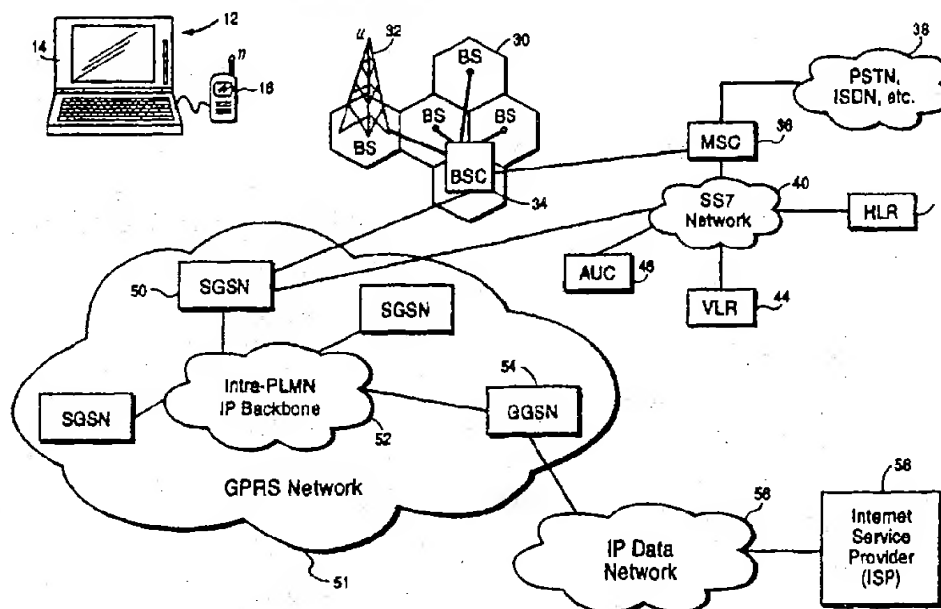 12
14
16
32
30
BS
BS
BS
BS
BSC
34
38
PSTN,
ISDN, etc.
MSC
36
40
SS7
Network
HLR
AUC
46
VLR
44
50
SGSN
SGSN
SGSN
Intra-PLMN
IP Backbone
52
54
GGSN
GPRS Network
51
56
IP Data
Network
58
Internet
Service
Provider
(ISP)